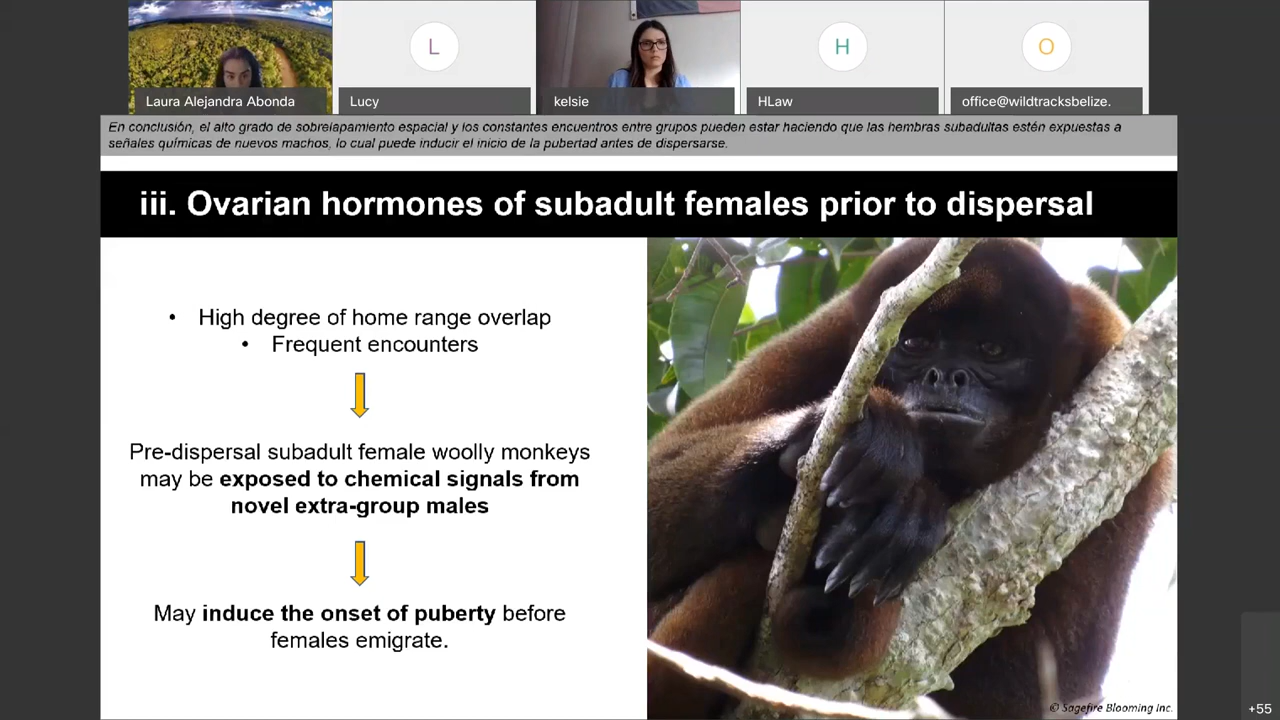 L
H
O
Laura Alejandra Abonda
Lucy
kelsie
HLaw
office@wildtracksbelize.
En conclusión, el alto grado de sobrelapamiento espacial y los constantes encuentros entre grupos pueden estar haciendo que las hembras subadultas estén expuestas a
señales químicas de nuevos machos, lo cual puede inducir el inicio de la pubertad antes de dispersarse.
iii. Ovarian hormones of subadult females prior to dispersal
• High degree of home range overlap
• Frequent encounters
Pre-dispersal subadult female woolly monkeys
may be exposed to chemical signals from
novel extra-group males
May induce the onset of puberty before
females emigrate.
© Sagefire Blooming Inc.
+55